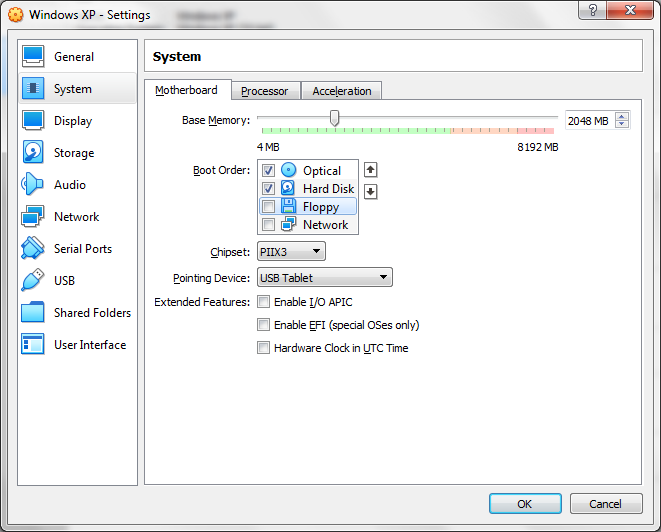 Windows XP - Settings
General
System
Display
Storage
Audio
Network
Serial Ports
USB
Shared Folders
User Interface
System
Motherboard Processor Acceleration
Base Memory: 2048 MB
4 MB 8192 MB
Boot Order: Optical
Hard Disk
Floppy
Network
Chipset: PIIX3
Pointing Device: USB Tablet
Extended Features: Enable I/O APIC
Enable EFI (special OSes only)
Hardware Clock in UTC Time
OK Cancel